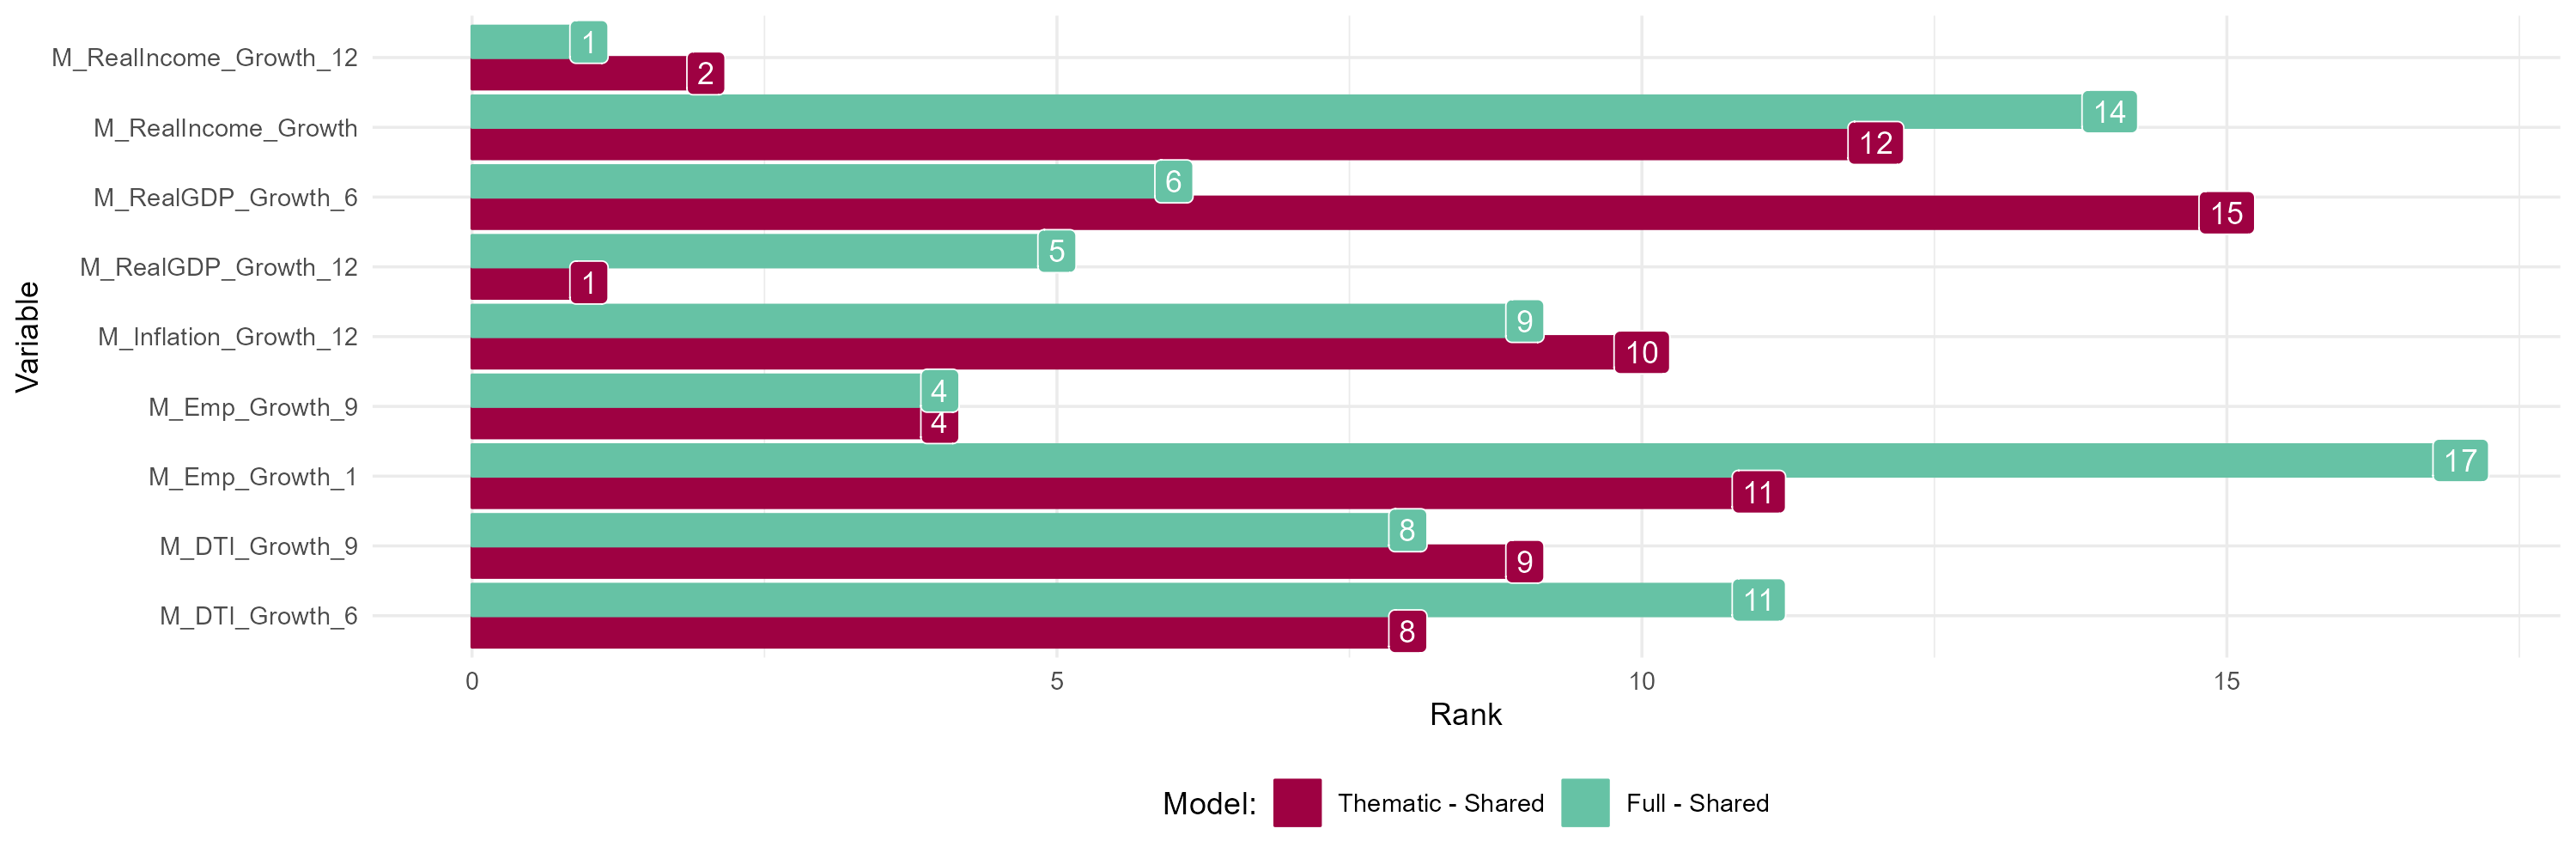 M_RealIncome_Growth_12
1
2
M_RealIncome_Growth
14
12
M_RealGDP_Growth_6
6
15
M_RealGDP_Growth_12
5
1
M_Inflation_Growth_12
9
10
M_Emp_Growth_9
4
4
M_Emp_Growth_1
17
11
M_DTI_Growth_9
8
9
M_DTI_Growth_6
11
8
Variable
0 5 10 15
Rank
Model: Thematic - Shared Full - Shared